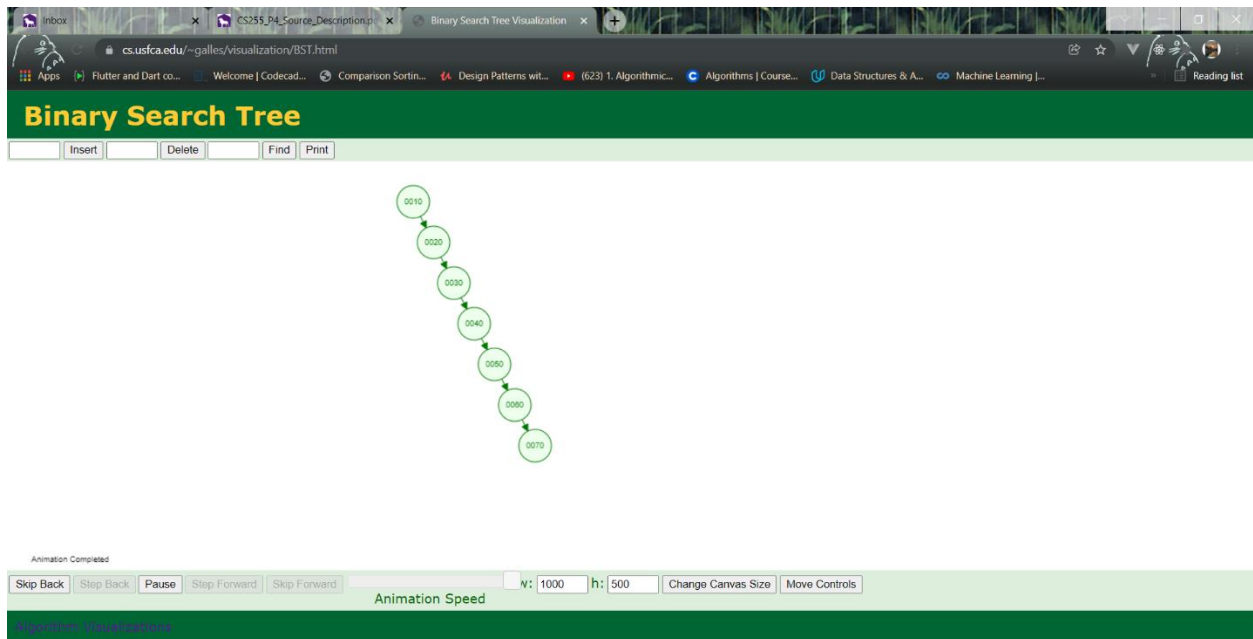 Inbox
CS255_P4_Source_Description.p
Binary Search Tree Visualization
cs.usfca.edu/~galles/visualization/BST.html
Apps Flutter and Dart co... Welcome | Codecad... Comparison Sortin... Design Patterns wit... (623) 1. Algorithmic... Algorithms | Course... Data Structures & A... Machine Learning |... » Reading list
Binary Search Tree
Insert Delete Find Print
0010
0020
0030
0040
0050
0060
0070
Animation Completed
Skip Back Step Back Pause Step Forward Skip Forward w: 1000 h: 500 Change Canvas Size Move Controls
Animation Speed
Algorithm Visualizations